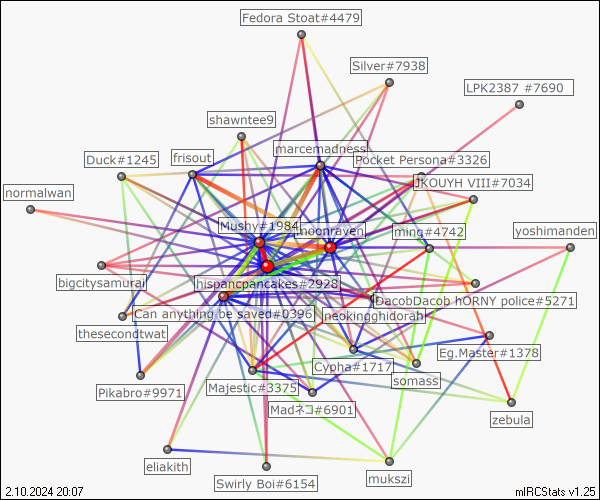 Fedora Stoat#4479
Silver#7938
LPK2387 #7690
shawntee9
marcemadness
Duck#1245
frisout
Pocket Persona#3326
JKOUYH VIII#7034
normalwan
Mushy#1984
moonraven
ming#4742
yoshimanden
bigcitysamurai
hispancpancakes#2928
DacobDacob hORNY police#5271
Can anything be saved#0396
neokingghidorah
thesecondtwat
Eg.Master#1378
Cypha#1717
somass
Pikabro#9971
Majestic#3375
Madネコ#6901
zebula
eliakith
Swirly Boi#6154
mukszi
2.10.2024 20:07
mIRCStats v1.25